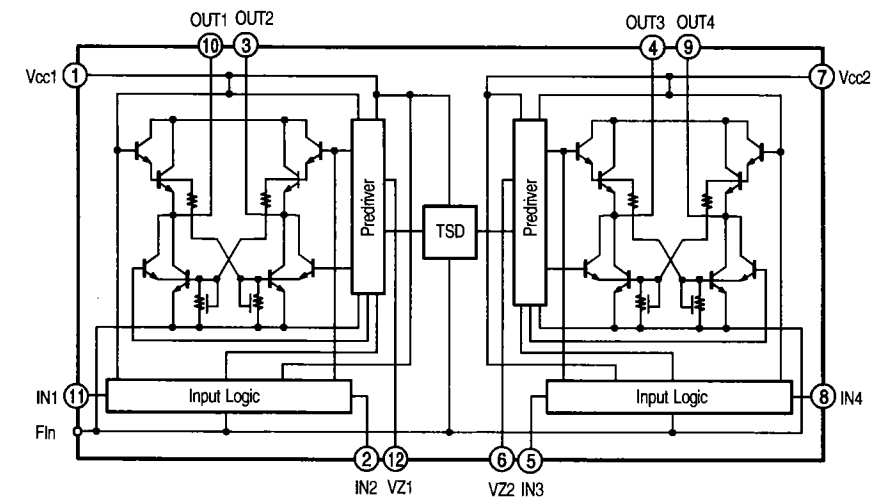 OUT1 OUT2
10 3
OUT3 OUT4
4 9
Vcc1 1
7 Vcc2
Predriver
TSD
Predriver
IN1 11
Input Logic
Input Logic
8 IN4
FIn
2 12
6 5
IN2 VZ1
VZ2 IN3